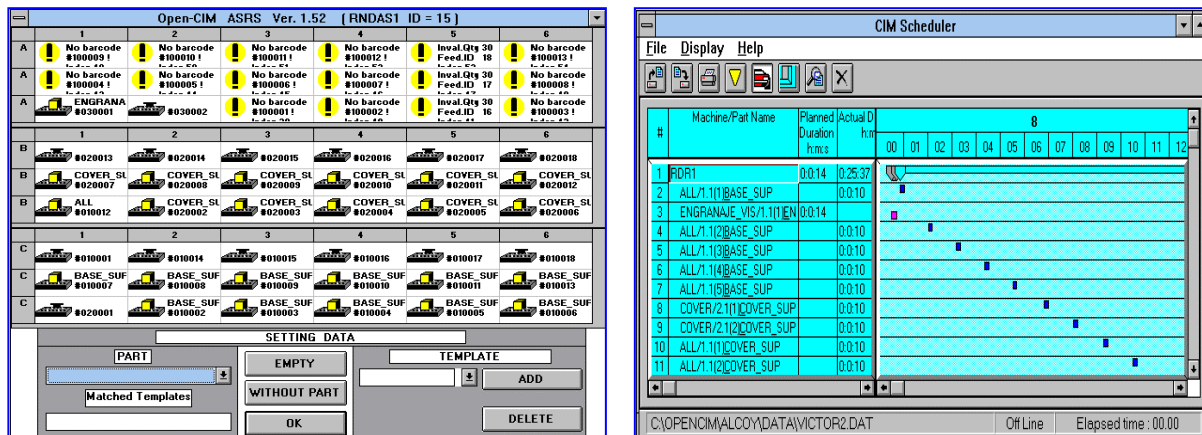 Open-CIM ASRS Ver. 1.52 ( RNDAS1 ID = 15 )
1 2 3 4 5 6
A No barcode No barcode No barcode No barcode Inval.Qty 30 No barcode
#100009 ! #100010 ! #100011 ! #100012 ! Feed.ID 18 #100013 !
A No barcode No barcode No barcode No barcode Inval.Qty 30 No barcode
#100004 ! #100005 ! #100006 ! #100007 ! Feed.ID 17 #100008 !
A ENGRANA No barcode No barcode Inval.Qty 30 No barcode
#030001 #030002 #100001 ! #100002 ! Feed.ID 16 #100003 !
1 2 3 4 5 6
B #020013 #020014 #020015 #020016 #020017 #020018
B COVER_SU COVER_SU COVER_SU COVER_SU COVER_SU COVER_SU
#020007 #020008 #020009 #020010 #020011 #020012
B ALL COVER_SU COVER_SU COVER_SU COVER_SU COVER_SU
#010012 #020002 #020003 #020004 #020005 #020006
1 2 3 4 5 6
C #010001 #010014 #010015 #010016 #010017 #010018
C BASE_SUF BASE_SUF BASE_SUF BASE_SUF BASE_SUF BASE_SUF
#010007 #010008 #010009 #010010 #010011 #010013
C BASE_SUF BASE_SUF BASE_SUF BASE_SUF BASE_SUF
#020001 #010002 #010003 #010004 #010005 #010006
SETTING DATA
PART
Matched Templates
EMPTY
WITHOUT PART
OK
TEMPLATE
ADD
DELETE
CIM Scheduler
File Display Help
# Machine/Part Name Planned Duration h:m:s Actual D h:m 8
00 01 02 03 04 05 06 07 08 09 10 11 12
1 RDR1 0:0:14 0:25:37
2 ALL/1.1(1)BASE_SUP 0:0:10
3 ENGRANAJE_VIS/1.1(1)EN 0:0:14
4 ALL/1.1(2)BASE_SUP 0:0:10
5 ALL/1.1(3)BASE_SUP 0:0:10
6 ALL/1.1(4)BASE_SUP 0:0:10
7 ALL/1.1(5)BASE_SUP 0:0:10
8 COVER/2.1(1)COVER_SUP 0:0:10
9 COVER/2.1(2)COVER_SUP 0:0:10
10 ALL/1.1(1)COVER_SUP 0:0:10
11 ALL/1.1(2)COVER_SUP 0:0:10
C:\OPENCIM\ALCOY\DATA\VICTOR2.DAT Off Line Elapsed time : 00.00